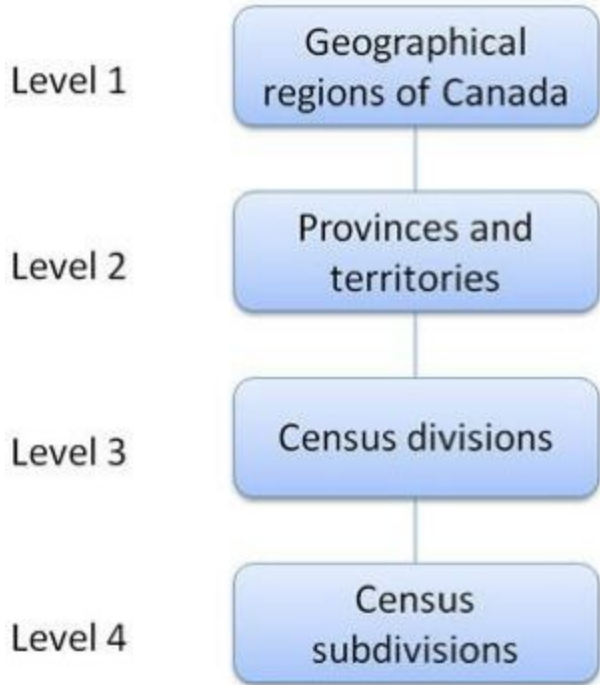 Level 1
Geographical
regions of Canada
Level 2
Provinces and
territories
Level 3
Census divisions
Level 4
Census
subdivisions